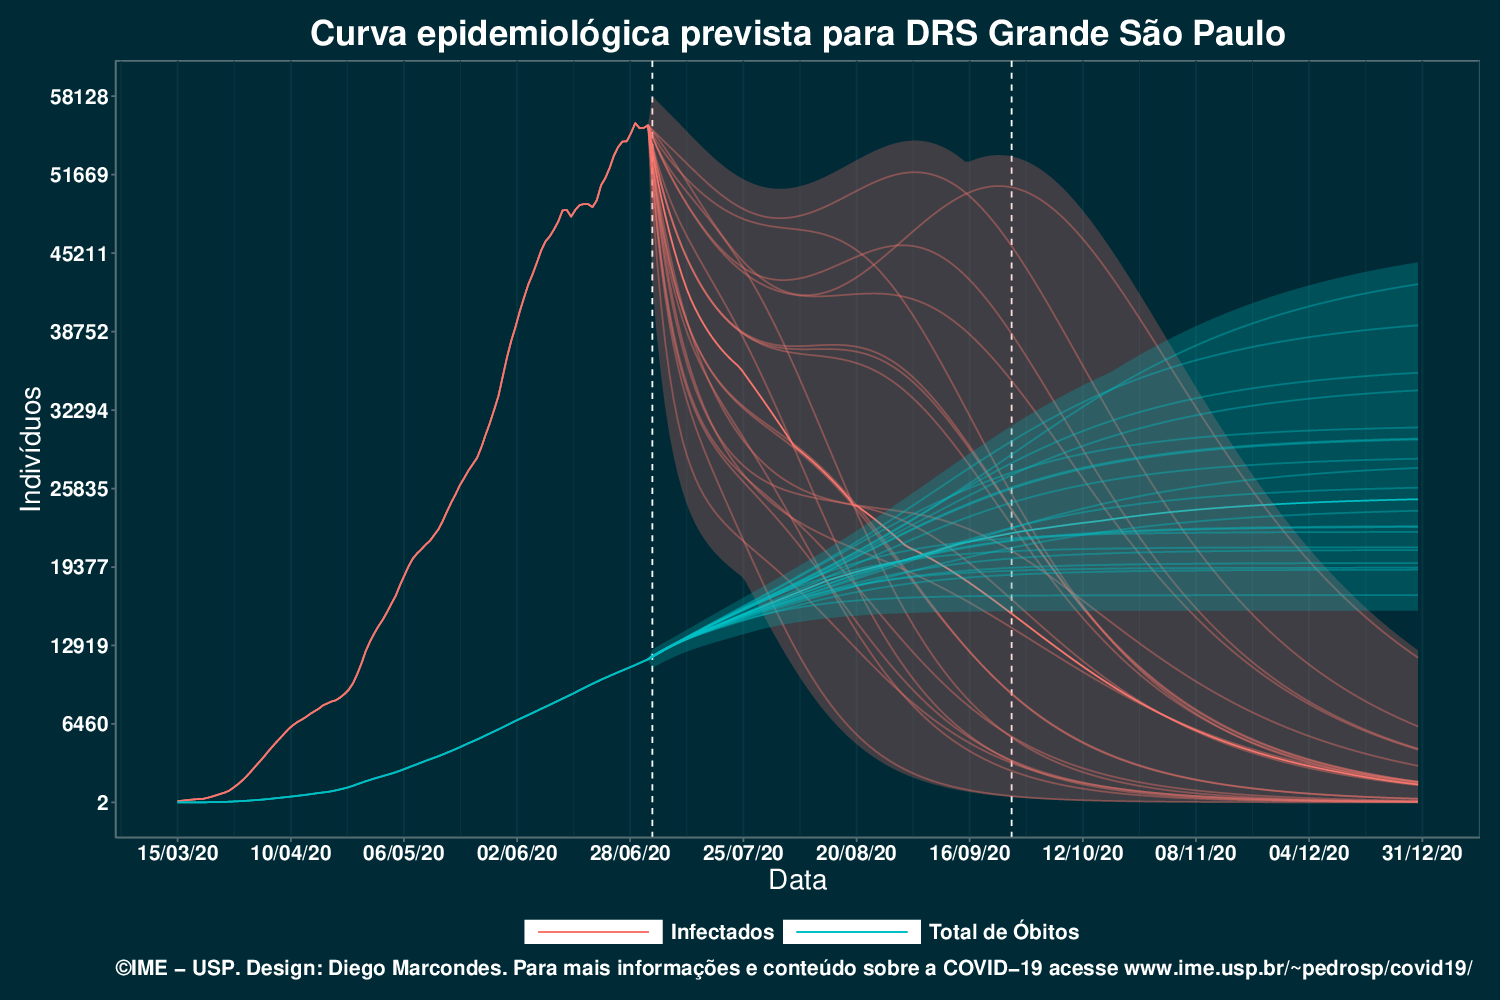 Curva epidemiológica prevista para DRS Grande São Paulo
58128
51669
45211
38752
32294
25835
19377
12919
6460
2
Indivíduos
15/03/20 10/04/20 06/05/20 02/06/20 28/06/20 25/07/20 20/08/20 16/09/20 12/10/20 08/11/20 04/12/20 31/12/20
Data
Infectados Total de Óbitos
©IME − USP. Design: Diego Marcondes. Para mais informações e conteúdo sobre a COVID−19 acesse www.ime.usp.br/~pedrosp/covid19/